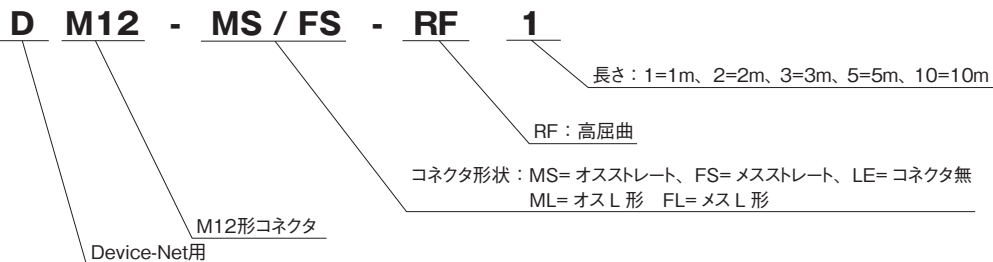 D M12 - MS / FS - RF 1
長さ：1=1m、2=2m、3=3m、5=5m、10=10m
RF：高屈曲
コネクタ形状：MS=オスストレート、FS=メスストレート、LE=コネクタ無
ML=オスL形 FL=メスL形
M12形コネクタ
Device-Net用